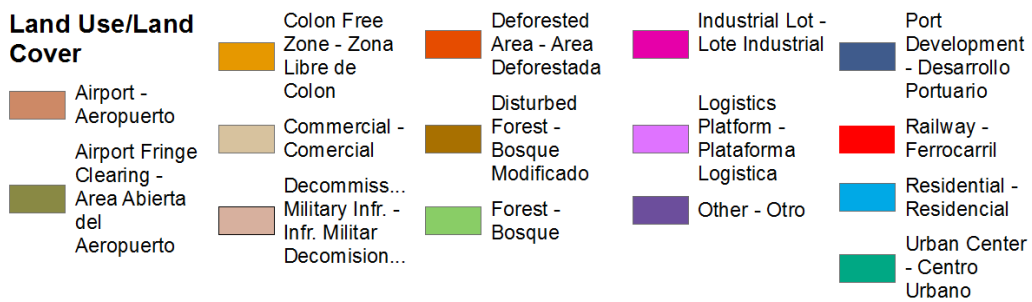 Land Use/Land
Cover
Airport -
Aeropuerto
Airport Fringe
Clearing -
Area Abierta
del
Aeropuerto
Colon Free
Zone - Zona
Libre de
Colon
Commercial -
Comercial
Decommiss...
Military Infr. -
Infr. Militar
Decomision...
Deforested
Area - Area
Deforestada
Disturbed
Forest -
Bosque
Modificado
Forest -
Bosque
Industrial Lot -
Lote Industrial
Logistics
Platform -
Plataforma
Logistica
Other - Otro
Port
Development
- Desarrollo
Portuario
Railway -
Ferrocarril
Residential -
Residencial
Urban Center
- Centro
Urbano